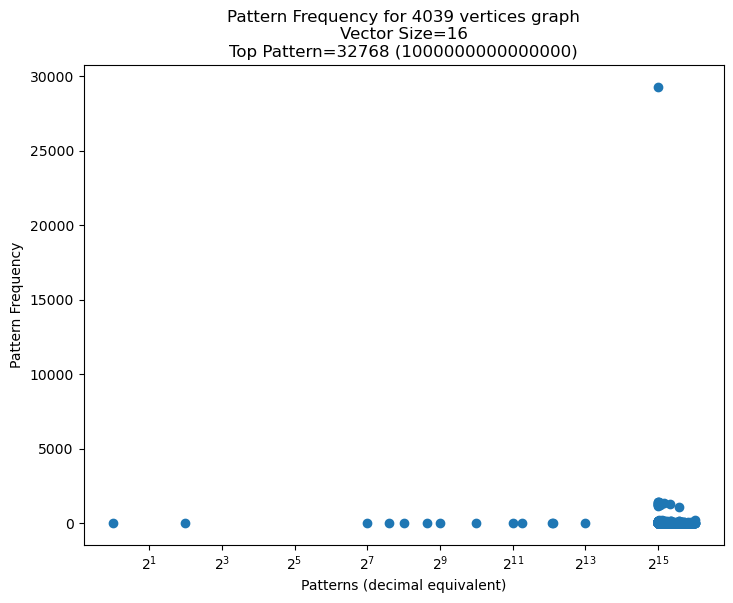 Pattern Frequency for 4039 vertices graph
Vector Size=16
Top Pattern=32768 (1000000000000000)
30000
25000
20000
15000
10000
5000
0
Pattern Frequency
2^1 2^3 2^5 2^7 2^9 2^11 2^13 2^15
Patterns (decimal equivalent)